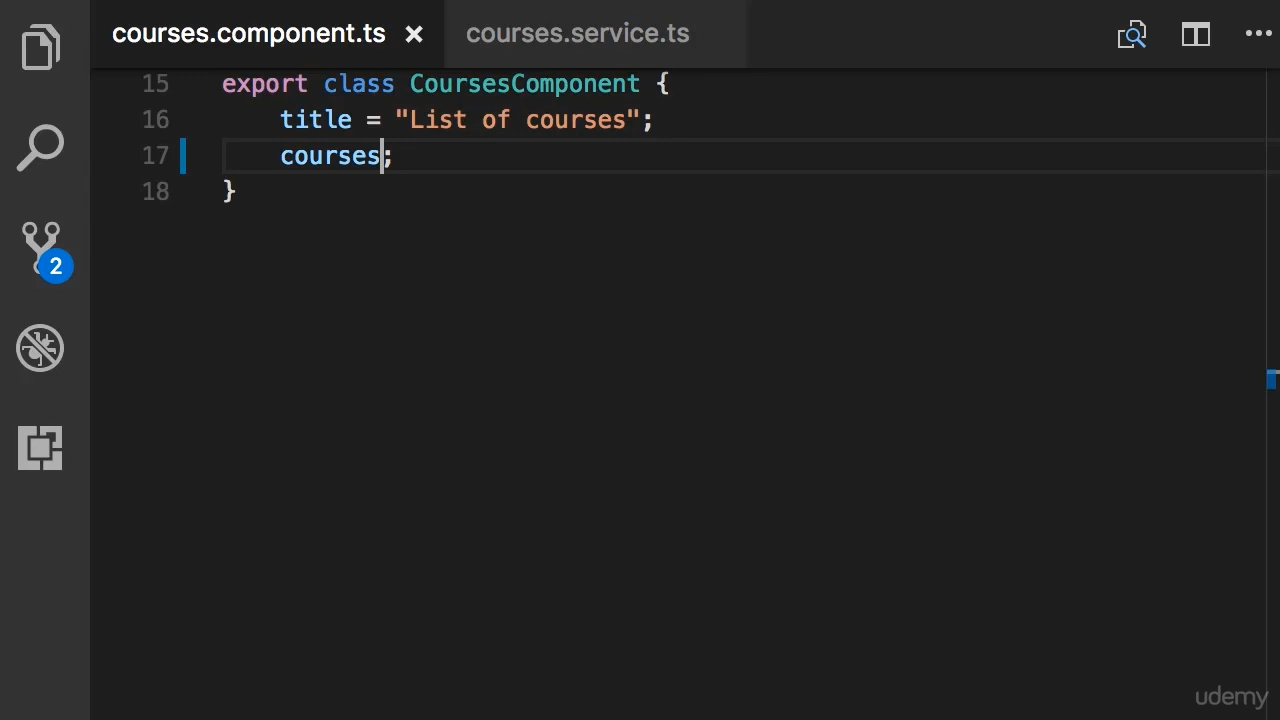 courses.component.ts × courses.service.ts
15 export class CoursesComponent {
16 title = "List of courses";
17 courses;
18 }
2
udemy